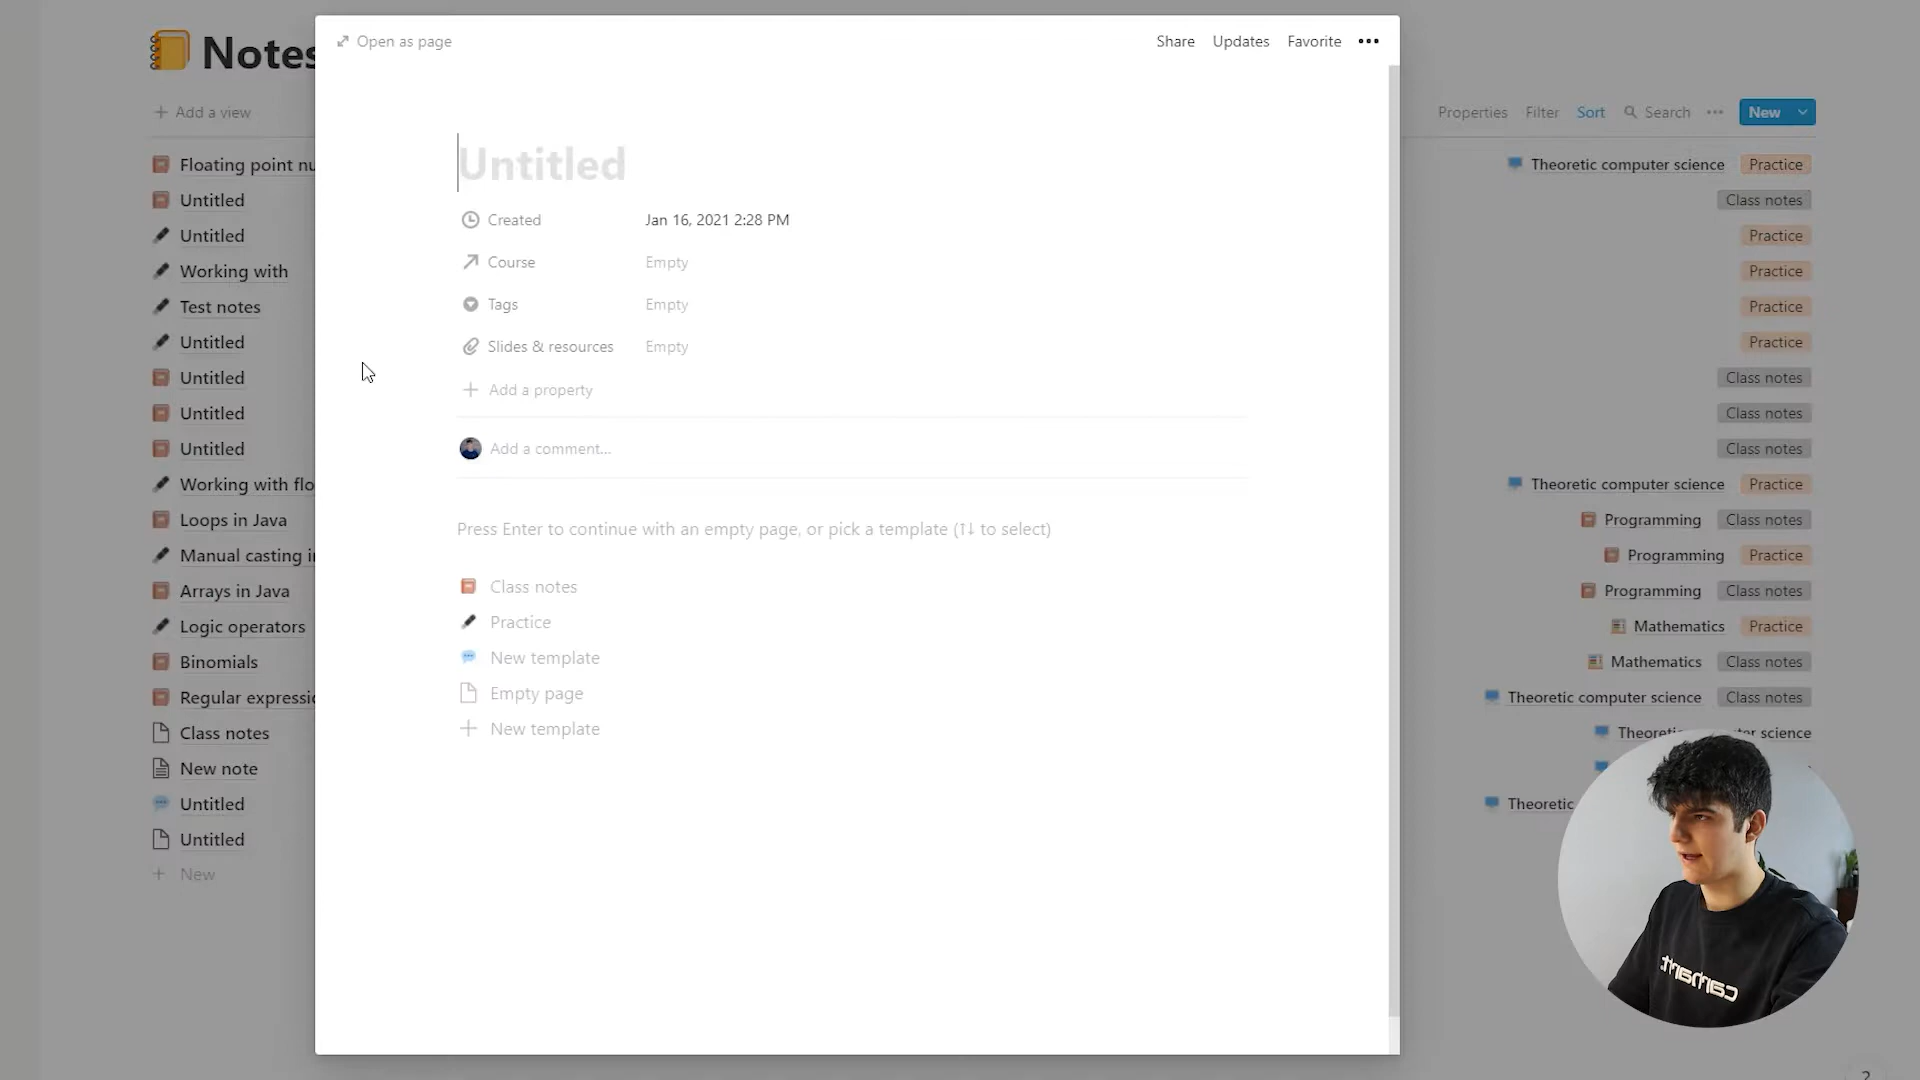 Open as page
Share Updates Favorite •••
Notes
+ Add a view
Properties Filter Sort Search ••• New
Untitled
Created Jan 16, 2021 2:28 PM
Course Empty
Tags Empty
Slides & resources Empty
+ Add a property
Add a comment...
Press Enter to continue with an empty page, or pick a template (↑↓ to select)
Class notes
Practice
New template
Empty page
+ New template
Floating point nu
Untitled
Untitled
Working with
Test notes
Untitled
Untitled
Untitled
Untitled
Working with flo
Loops in Java
Manual casting i
Arrays in Java
Logic operators
Binomials
Regular expressi
Class notes
New note
Untitled
Untitled
+ New
Theoretic computer science Practice
Class notes
Practice
Practice
Practice
Practice
Class notes
Class notes
Class notes
Theoretic computer science Practice
Programming Class notes
Programming Practice
Programming Class notes
Mathematics Practice
Mathematics Class notes
Theoretic computer science Class notes
Theoreti ter science
Theoretic
carhartt
?